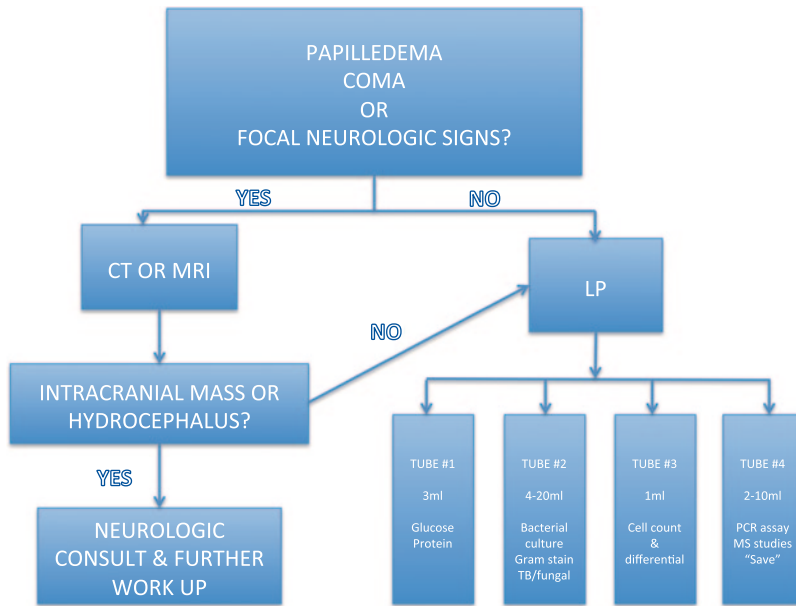 PAPILLEDEMA
COMA
OR
FOCAL NEUROLOGIC SIGNS?
YES
NO
CT OR MRI
LP
NO
INTRACRANIAL MASS OR
HYDROCEPHALUS?
YES
NEUROLOGIC
CONSULT & FURTHER
WORK UP
TUBE #1
3ml
Glucose
Protein
TUBE #2
4-20ml
Bacterial
culture
Gram stain
TB/fungal
TUBE #3
1ml
Cell count
&
differential
TUBE #4
2-10ml
PCR assay
MS studies
“Save”